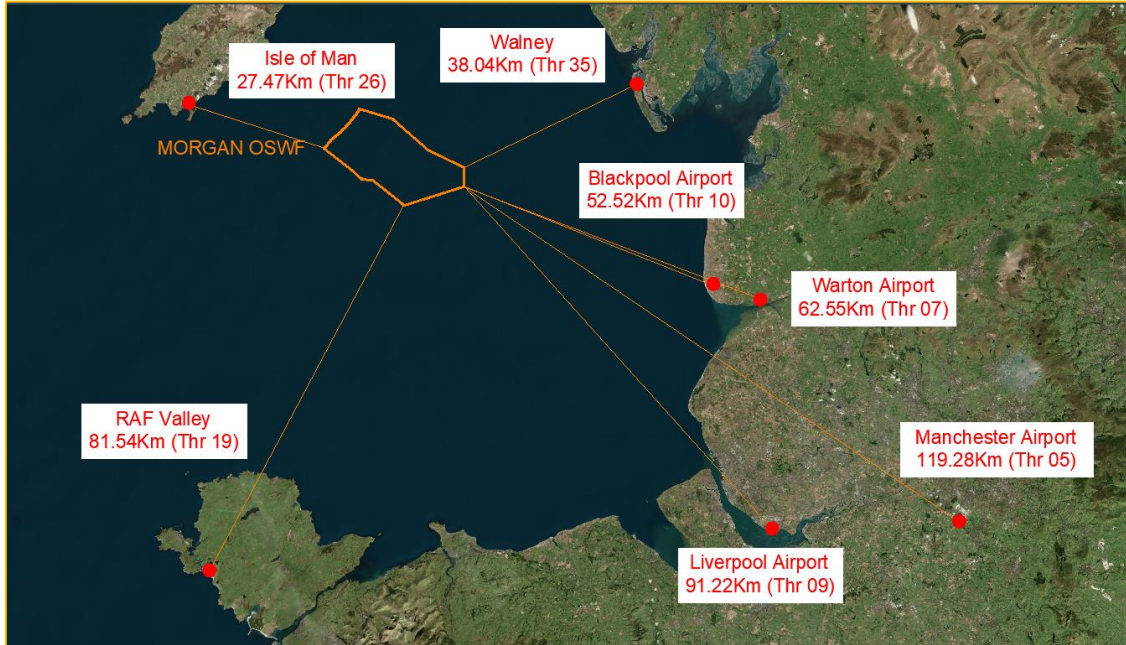 Isle of Man
27.47Km (Thr 26)
Walney
38.04Km (Thr 35)
MORGAN OSWF
Blackpool Airport
52.52Km (Thr 10)
Warton Airport
62.55Km (Thr 07)
RAF Valley
81.54Km (Thr 19)
Manchester Airport
119.28Km (Thr 05)
Liverpool Airport
91.22Km (Thr 09)